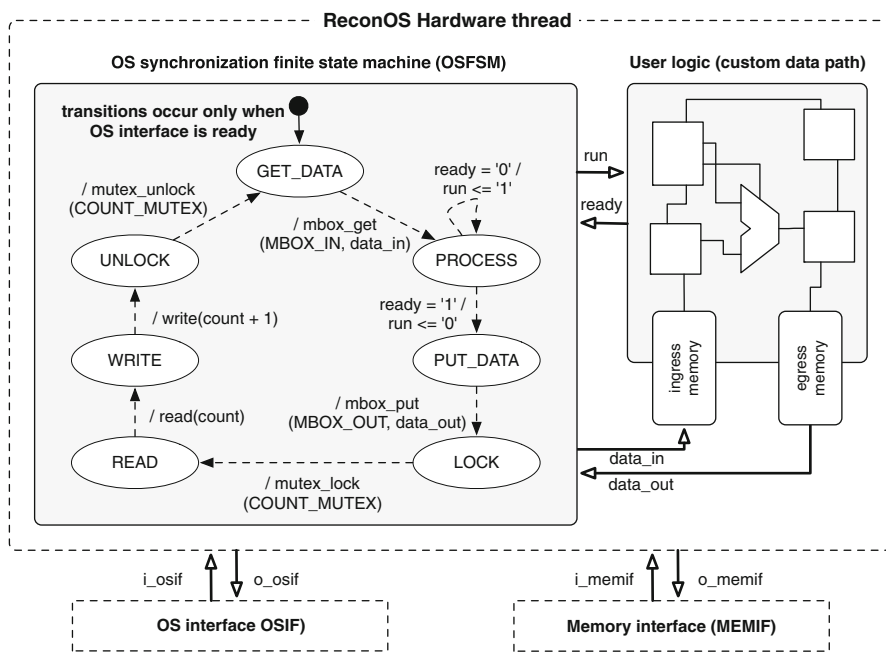 ReconOS Hardware thread
OS synchronization finite state machine (OSFSM)
User logic (custom data path)
transitions occur only when
OS interface is ready
GET_DATA
ready = '0' /
run <= '1'
run
ready
/ mutex_unlock
(COUNT_MUTEX)
/ mbox_get
(MBOX_IN, data_in)
UNLOCK
PROCESS
/ write(count + 1)
ready = '1' /
run <= '0'
WRITE
PUT_DATA
ingress
memory
egress
memory
/ read(count)
/ mbox_put
(MBOX_OUT, data_out)
READ
LOCK
data_in
data_out
/ mutex_lock
(COUNT_MUTEX)
i_osif
o_osif
i_memif
o_memif
OS interface OSIF)
Memory interface (MEMIF)